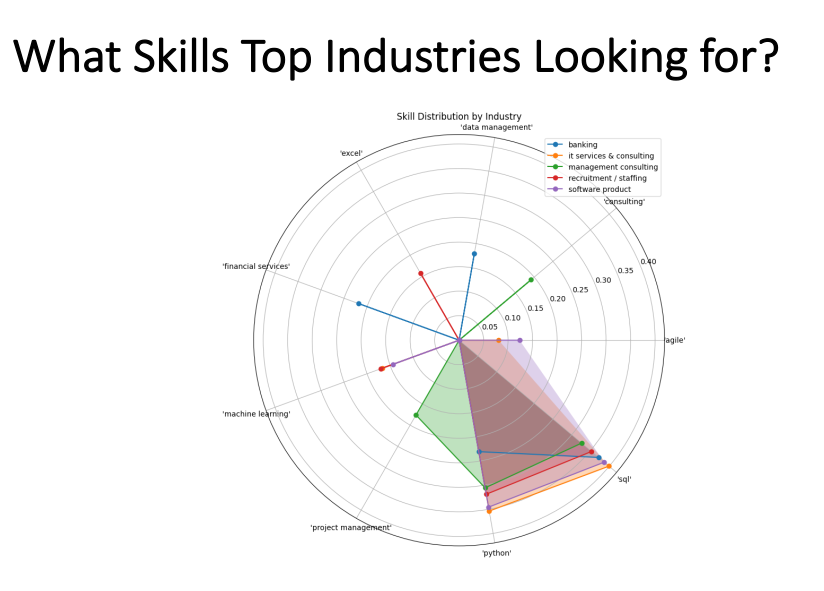 What Skills Top Industries Looking for?
Skill Distribution by Industry
'data management'
banking
it services & consulting
management consulting
recruitment / staffing
software product
'excel'
'consulting'
'financial services'
0.40
0.35
0.30
0.25
0.20
0.15
0.10
0.05
'agile'
'machine learning'
'sql'
'project management'
'python'